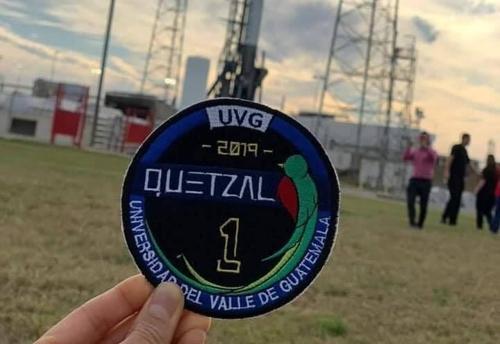 UVG
- 2019 -
QUETZAL
1
UNIVERSIDAD DEL VALLE DE GUATEMALA